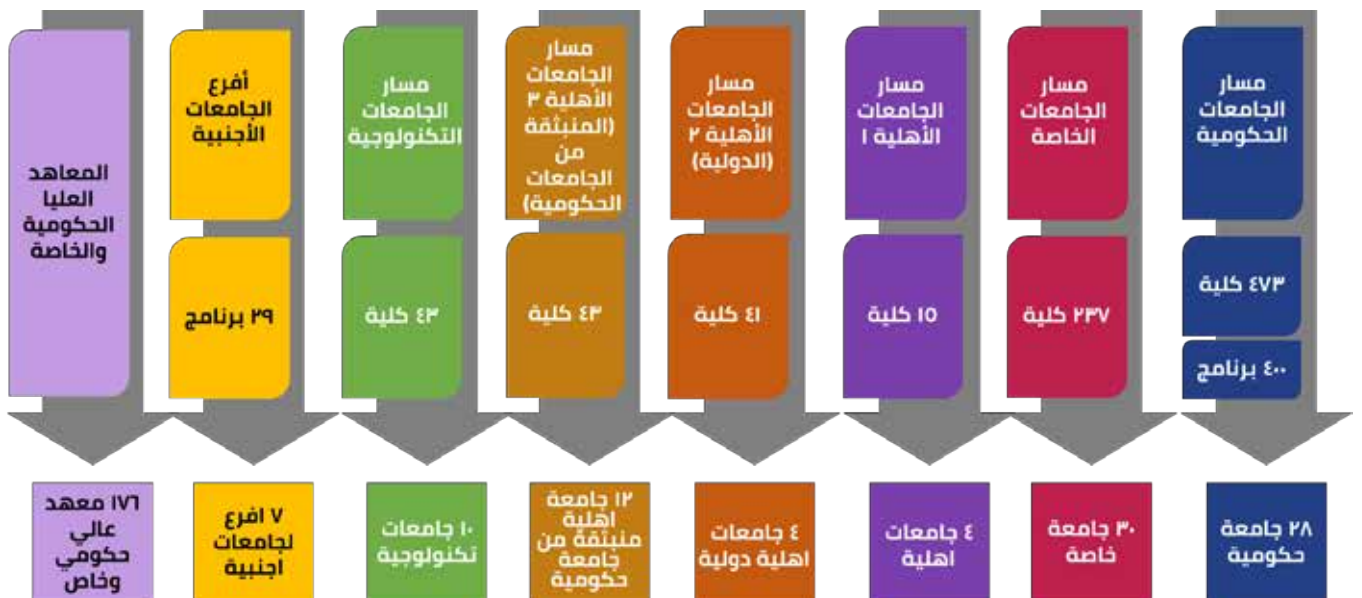 مسار
الجامعات
الحكومية
٤٧٣ كلية
٤٠٠ برنامج
٢٨ جامعة
حكومية
مسار
الجامعات
الخاصة
٢٣٧ كلية
٣٠ جامعة
خاصة
مسار
الجامعات
الأهلية ١
١٥ كلية
٤ جامعات
اهلية
مسار
الجامعات
الأهلية ٢
(الدولية)
٤١ كلية
٤ جامعات
اهلية دولية
مسار
الجامعات
الأهلية ٣
(المنبثقة
من
الجامعات
الحكومية)
٤٣ كلية
١٢ جامعة
اهلية
منبثقة من
جامعة
حكومية
مسار
الجامعات
التكنولوجية
٤٣ كلية
١٠ جامعات
تكنولوجية
أفرع
الجامعات
الأجنبية
٢٩ برنامج
٧ افرع
لجامعات
اجنبية
المعاهد
العليا
الحكومية
والخاصة
١٧٦ معهد
عالي
حكومي
وخاص